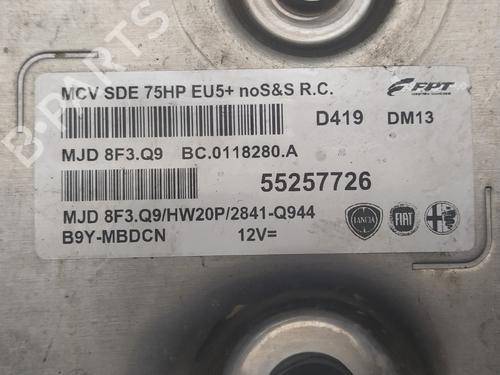 MCV SDE 75HP EU5+ noS&S R.C.
FPT
D419 DM13
MJD 8F3.Q9 BC.0118280.A
55257726
MJD 8F3.Q9/HW20P/2841-Q944
B9Y-MBDCN 12V=
LANCIA FIAT
B-PARTS